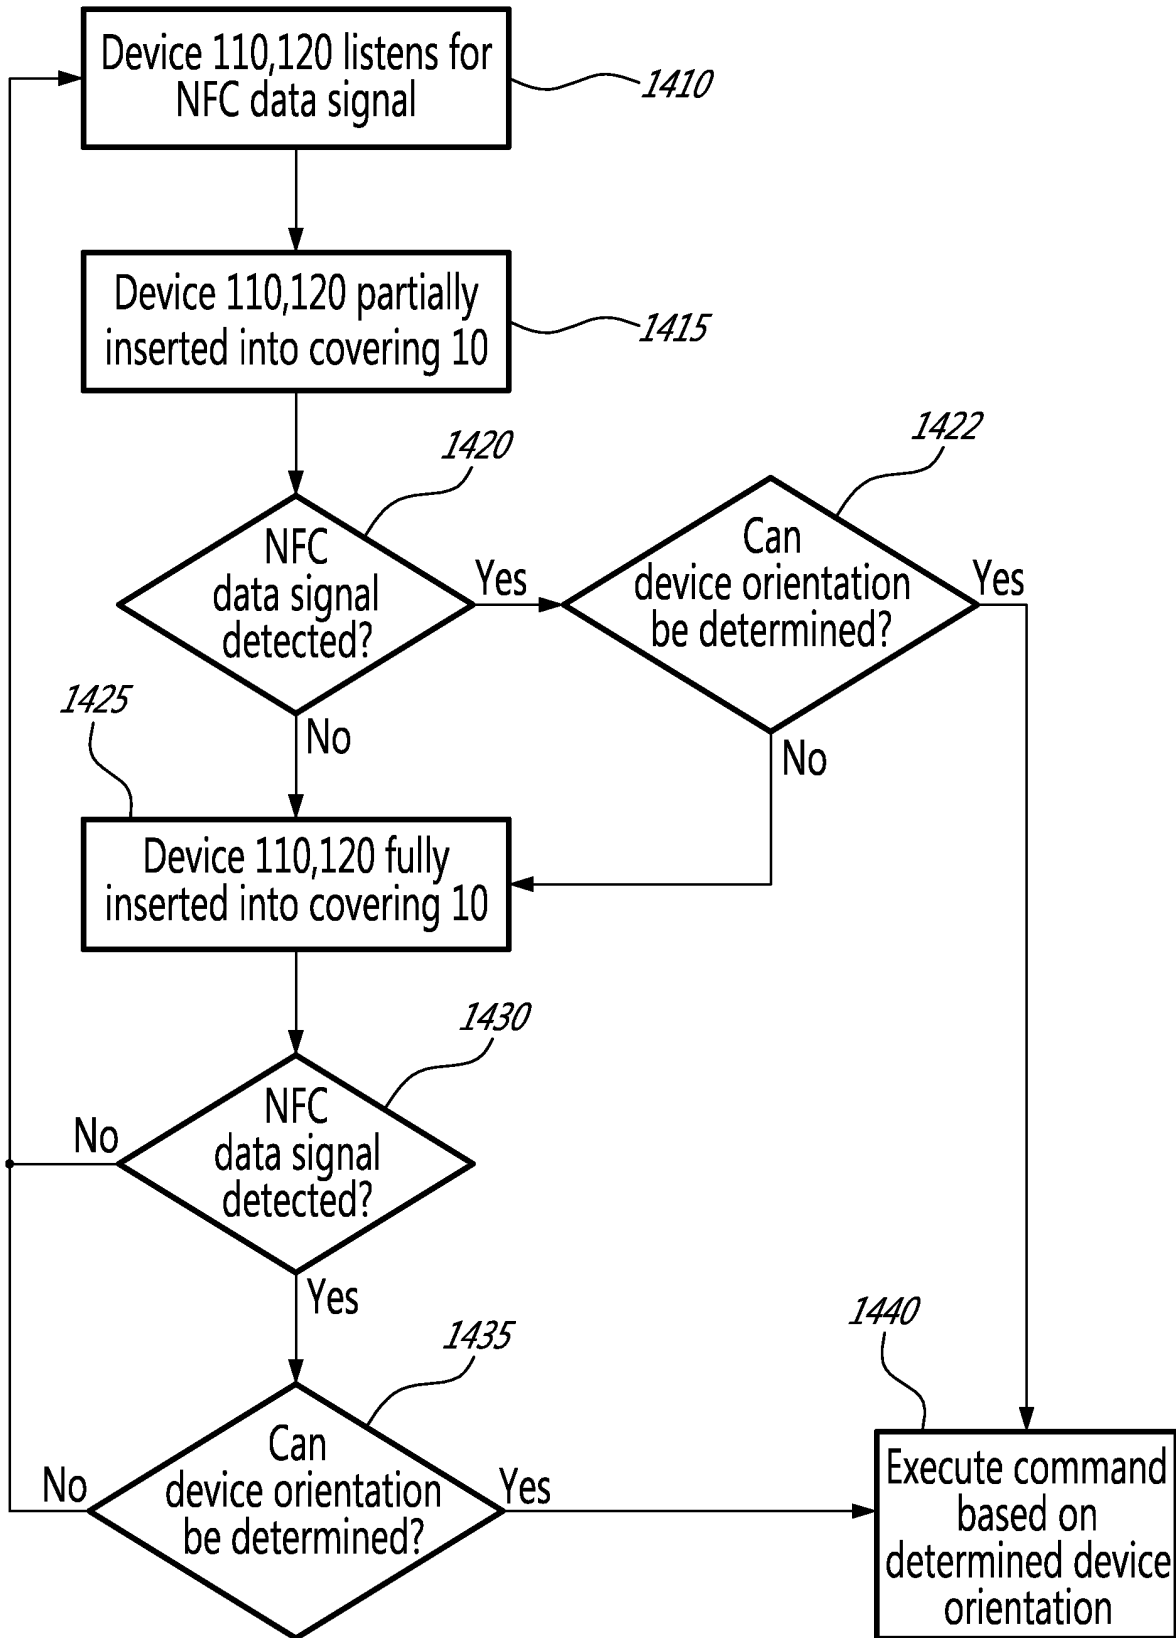 Device 110,120 listens for
NFC data signal
1410
Device 110,120 partially
inserted into covering 10
1415
1420
1422
NFC
data signal
detected?
Yes
Can
device orientation
be determined?
Yes
1425
No
No
Device 110,120 fully
inserted into covering 10
1430
No
NFC
data signal
detected?
Yes
1435
1440
No
Can
device orientation
be determined?
Yes
Execute command
based on
determined device
orientation